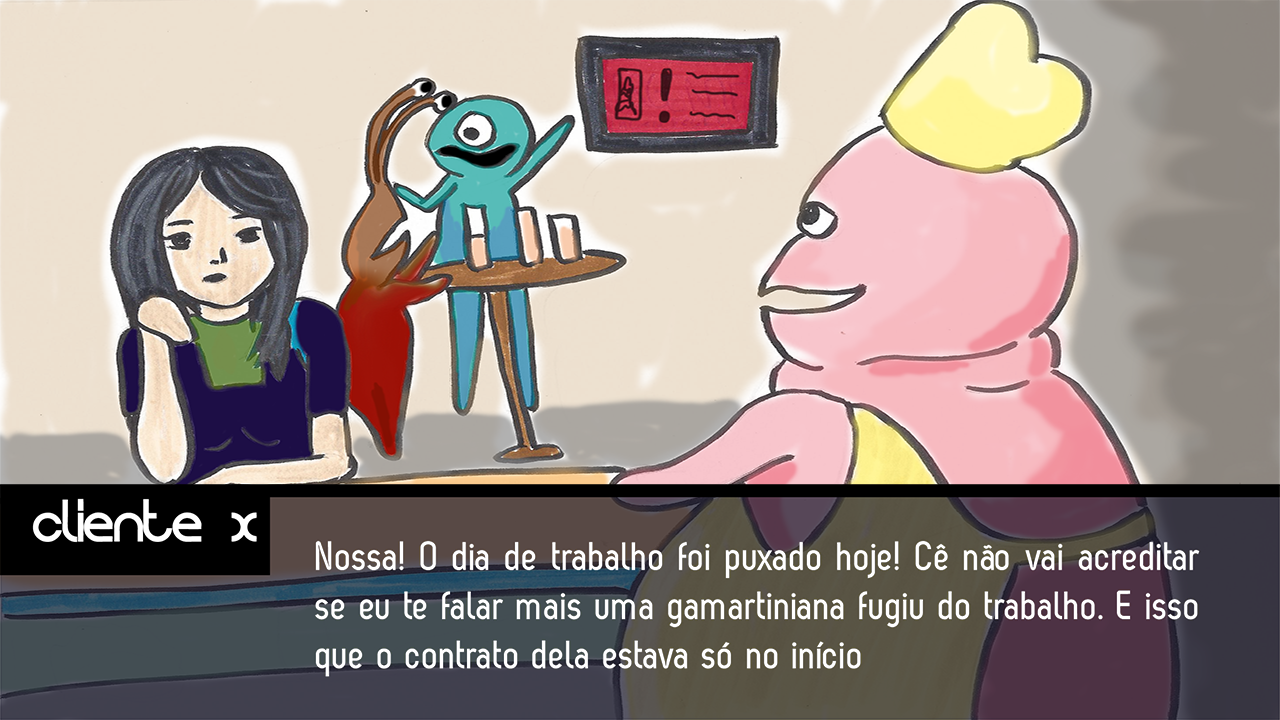 cliente x
Nossa! O dia de trabalho foi puxado hoje! Cê não vai acreditar
se eu te falar mais uma gamartiniana fugiu do trabalho. E isso
que o contrato dela estava só no início
!